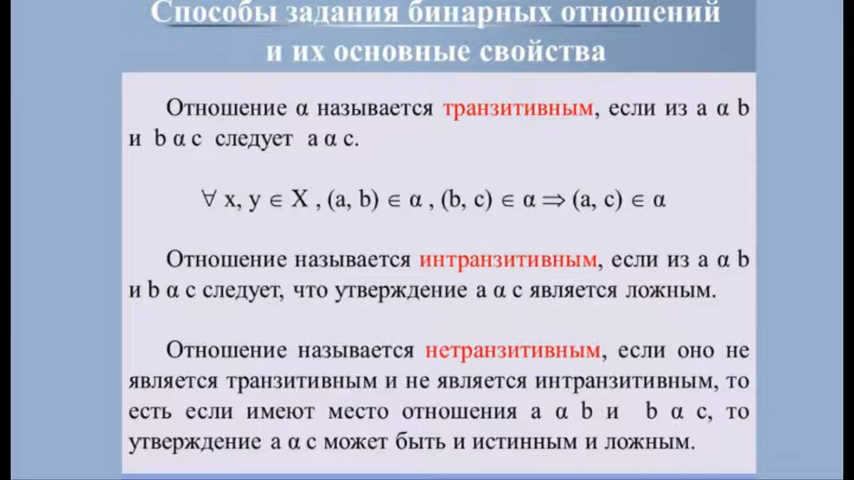 Способы задания бинарных отношений
и их основные свойства
Отношение α называется транзитивным, если из a α b
и b α c следует a α c.
∀ x, y ∈ X , (a, b) ∈ α , (b, c) ∈ α ⇒ (a, c) ∈ α
Отношение называется интранзитивным, если из a α b
и b α c следует, что утверждение a α c является ложным.
Отношение называется нетранзитивным, если оно не
является транзитивным и не является интранзитивным, то
есть если имеют место отношения a α b и b α c, то
утверждение a α c может быть и истинным и ложным.